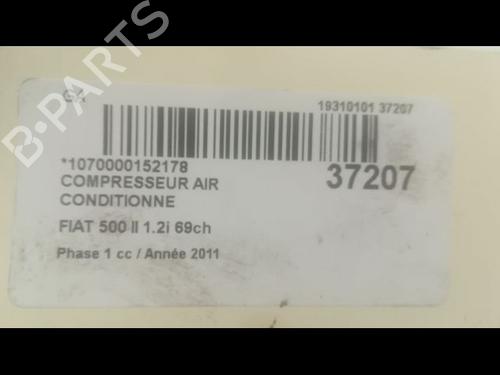 19310101 37207
*1070000152178
37207
COMPRESSEUR AIR
CONDITIONNE
FIAT 500 II 1.2i 69ch
Phase 1 cc / Année 2011
B-PARTS